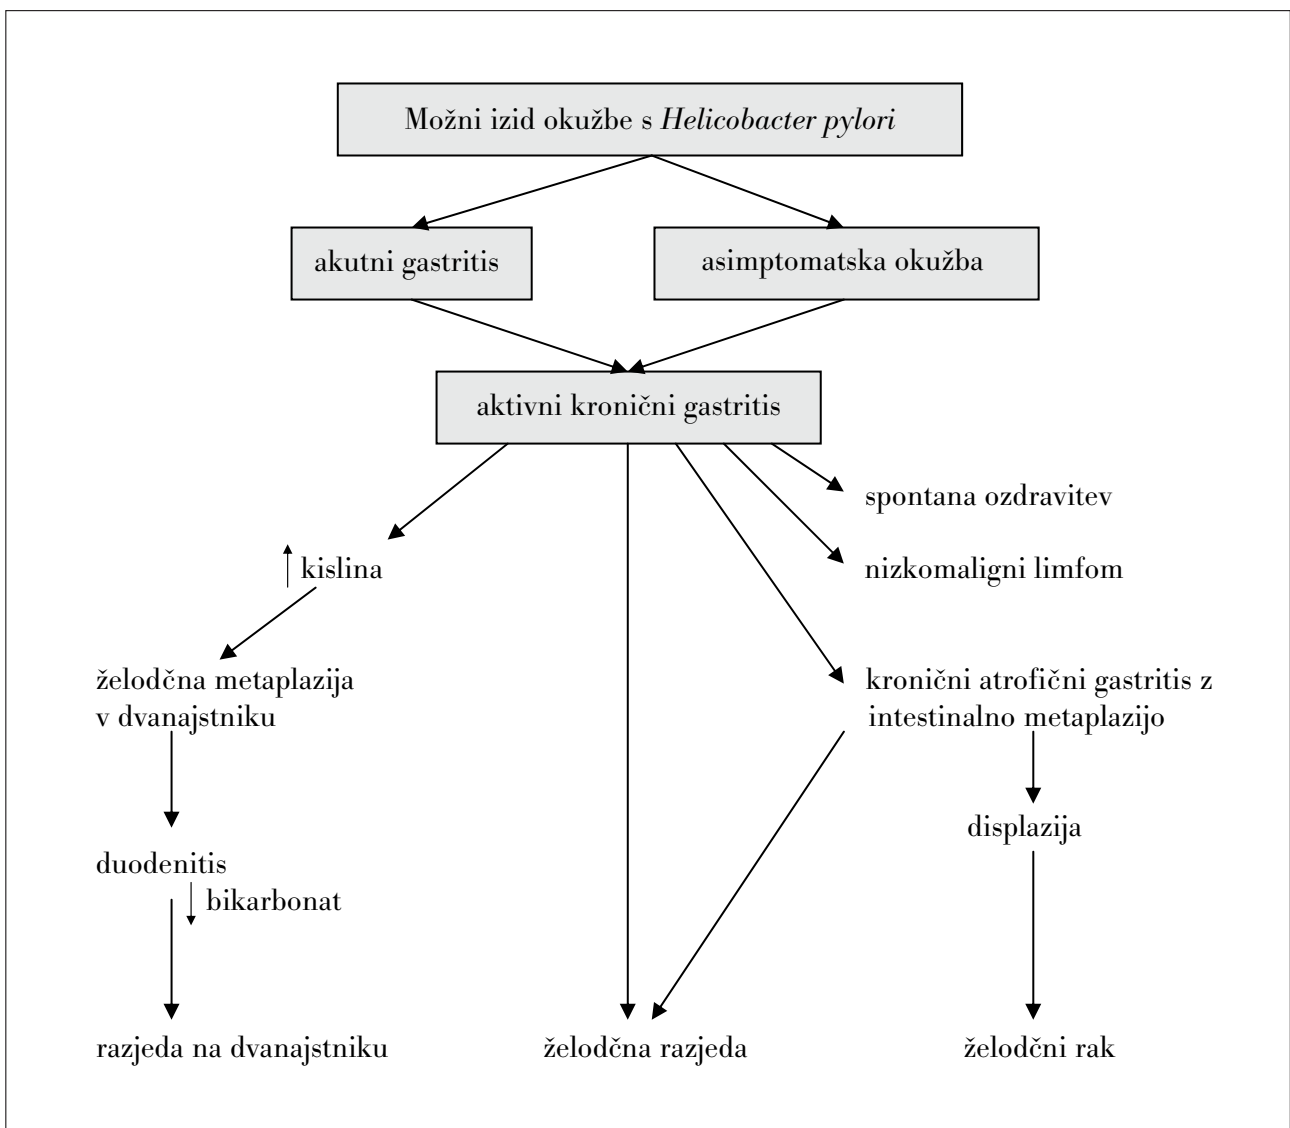 Možni izid okužbe s Helicobacter pylori
akutni gastritis
asimptomatska okužba
aktivni kronični gastritis
spontana ozdravitev
kislina
nizkomaligni limfom
želodčna metaplazija
v dvanajstniku
kronični atrofični gastritis z
intestinalno metaplazijo
displazija
duodenitis
bikarbonat
razjeda na dvanajstniku
želodčna razjeda
želodčni rak